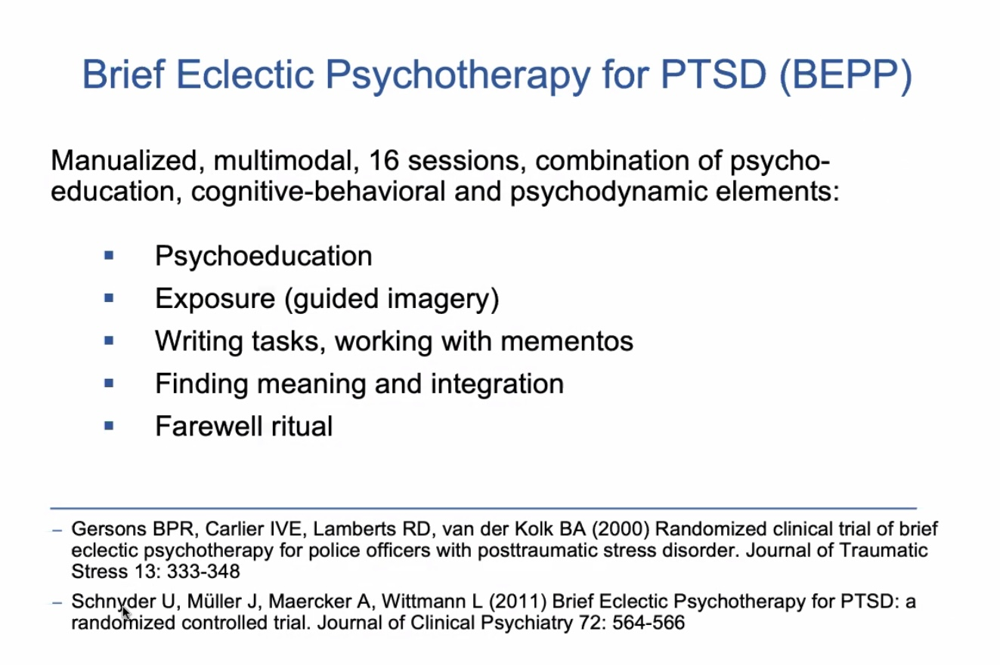 Brief Eclectic Psychotherapy for PTSD (BEPP)
Manualized, multimodal, 16 sessions, combination of psycho-
education, cognitive-behavioral and psychodynamic elements:
▪ Psychoeducation
▪ Exposure (guided imagery)
▪ Writing tasks, working with mementos
▪ Finding meaning and integration
▪ Farewell ritual
– Gersons BPR, Carlier IVE, Lamberts RD, van der Kolk BA (2000) Randomized clinical trial of brief
eclectic psychotherapy for police officers with posttraumatic stress disorder. Journal of Traumatic
Stress 13: 333-348
– Schnyder U, Müller J, Maercker A, Wittmann L (2011) Brief Eclectic Psychotherapy for PTSD: a
randomized controlled trial. Journal of Clinical Psychiatry 72: 564-566